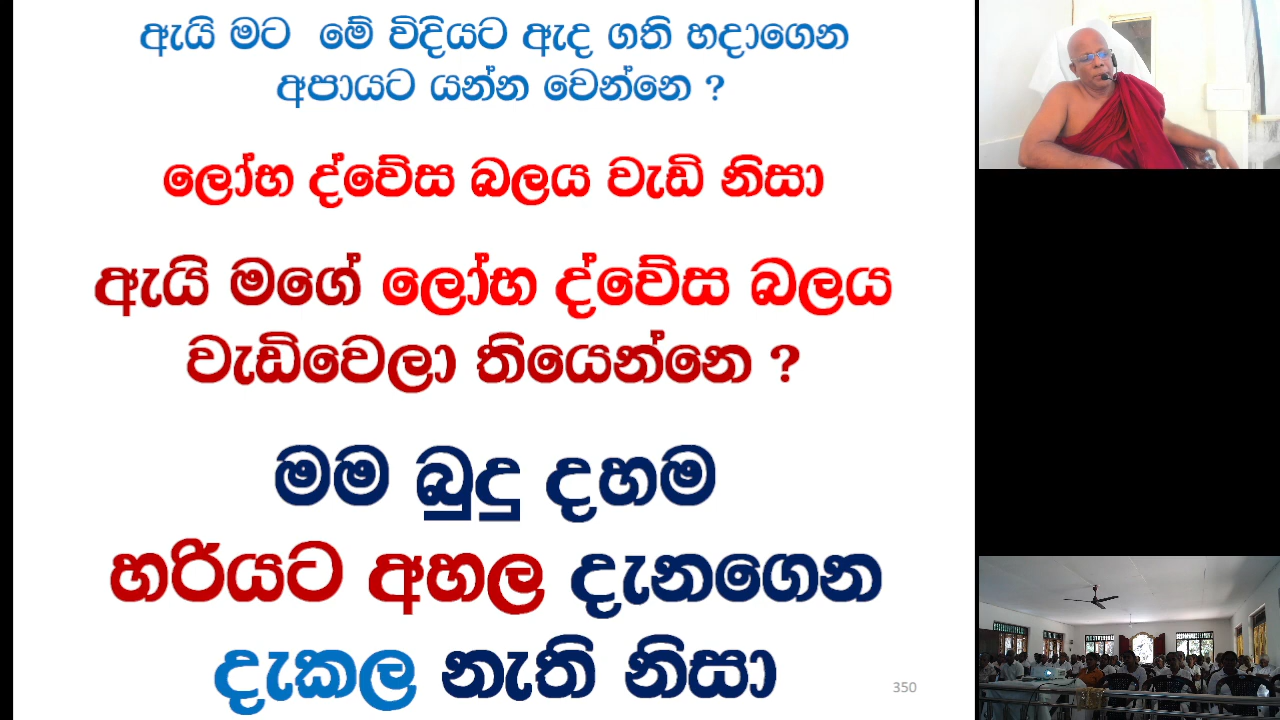 ඇයි මට මේ විදියට ඇද ගති හදාගෙන
අපායට යන්න වෙන්නෙ ?
ලෝභ ද්වේස බලය වැඩි නිසා
ඇයි මගේ ලෝභ ද්වේස බලය
වැඩිවෙලා තියෙන්නෙ ?
මම බුදු දහම
හරියට අහල දැනගෙන
දැකල නැති නිසා
350